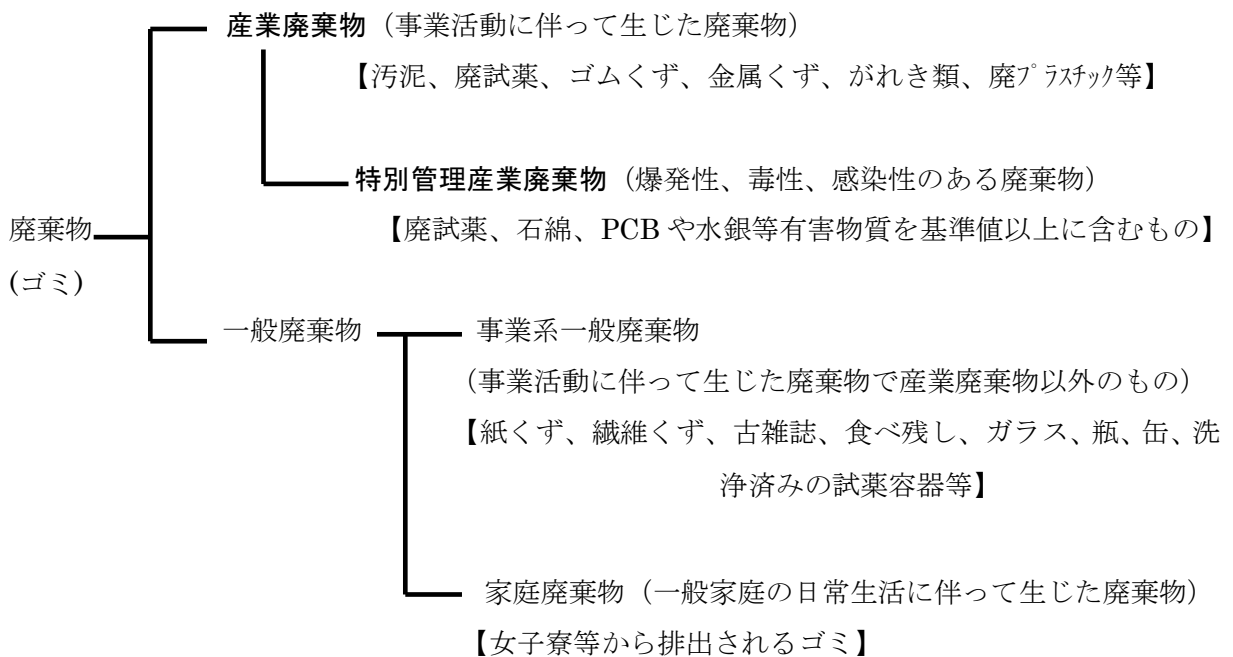 産業廃棄物（事業活動に伴って生じた廃棄物）
【汚泥、廃試薬、ゴムくず、金属くず、がれき類、廃ﾌﾟﾗｽﾁｯｸ等】
特別管理産業廃棄物（爆発性、毒性、感染性のある廃棄物）
廃棄物
【廃試薬、石綿、PCB や水銀等有害物質を基準値以上に含むもの】
(ゴミ)
一般廃棄物
事業系一般廃棄物
（事業活動に伴って生じた廃棄物で産業廃棄物以外のもの）
【紙くず、繊維くず、古雑誌、食べ残し、ガラス、瓶、缶、洗
浄済みの試薬容器等】
家庭廃棄物（一般家庭の日常生活に伴って生じた廃棄物）
【女子寮等から排出されるゴミ】